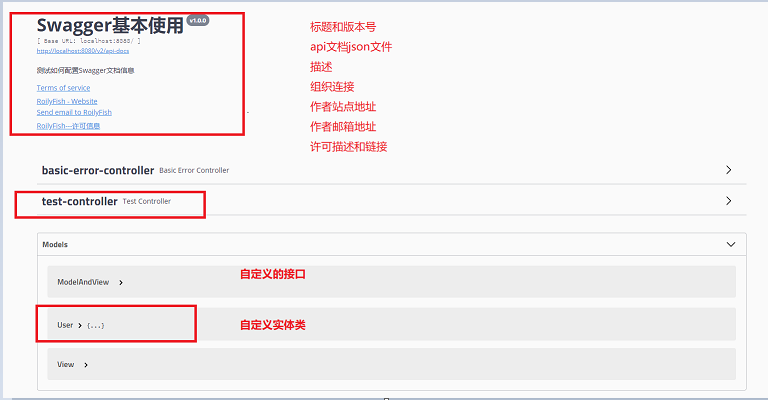 Swagger基本使用 v1.0.0
[ Base URL: localhost:8080/ ]
http://localhost:8080/v2/api-docs
测试如何配置Swagger文档信息
Terms of service
RoilyFish - Website
Send email to RoilyFish
RoilyFish---许可信息
标题和版本号
api文档json文件
描述
组织连接
作者站点地址
作者邮箱地址
许可描述和链接
basic-error-controller Basic Error Controller
test-controller Test Controller
Models
ModelAndView
自定义的接口
User {...}
自定义实体类
View